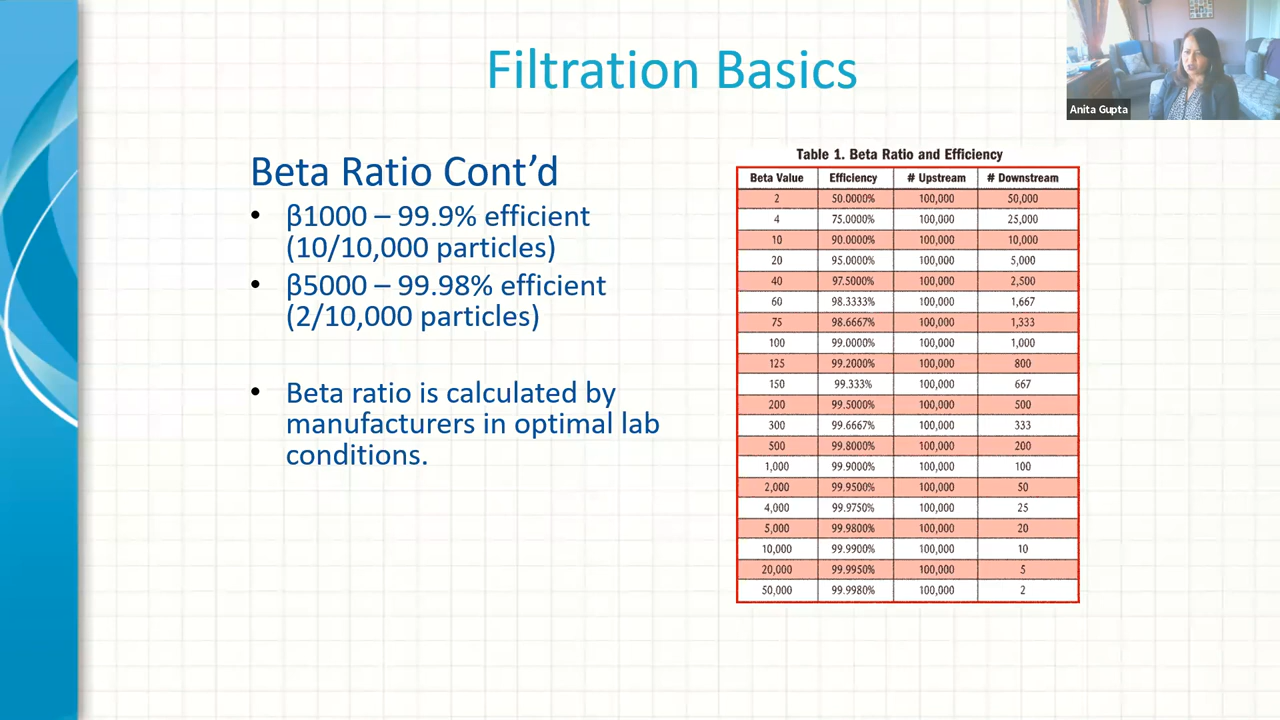 Filtration Basics
Anita Gupta
Beta Ratio Cont’d
• β1000 – 99.9% efficient
(10/10,000 particles)
• β5000 – 99.98% efficient
(2/10,000 particles)
• Beta ratio is calculated by
manufacturers in optimal lab
conditions.
Table 1. Beta Ratio and Efficiency
Beta Value Efficiency # Upstream # Downstream
2 50.0000% 100,000 50,000
4 75.0000% 100,000 25,000
10 90.0000% 100,000 10,000
20 95.0000% 100,000 5,000
40 97.5000% 100,000 2,500
60 98.3333% 100,000 1,667
75 98.6667% 100,000 1,333
100 99.0000% 100,000 1,000
125 99.2000% 100,000 800
150 99.333% 100,000 667
200 99.5000% 100,000 500
300 99.6667% 100,000 333
500 99.8000% 100,000 200
1,000 99.9000% 100,000 100
2,000 99.9500% 100,000 50
4,000 99.9750% 100,000 25
5,000 99.9800% 100,000 20
10,000 99.9900% 100,000 10
20,000 99.9950% 100,000 5
50,000 99.9980% 100,000 2